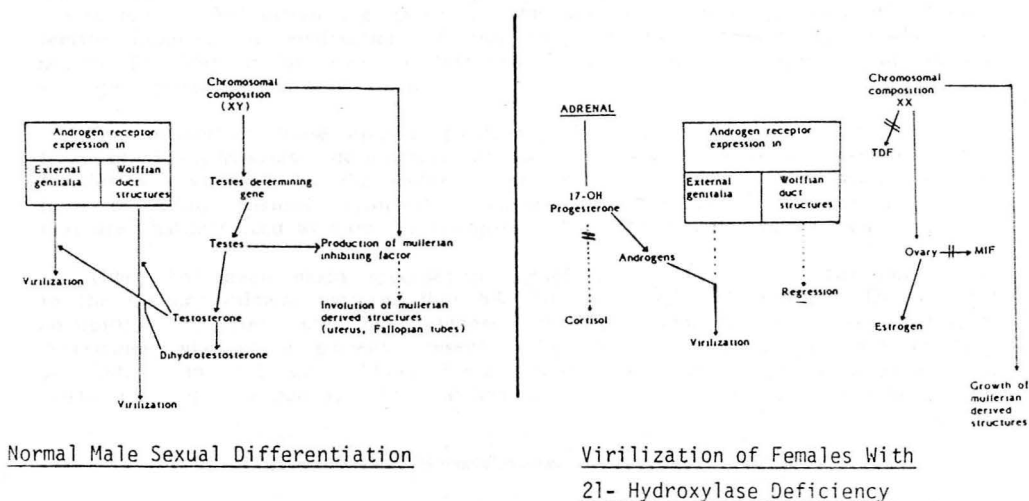 Chromosomal
composition
(XY)
Androgen receptor
expression in
External
genitalia
Wolffian
duct
structures
Testes determining
gene
Testes
Production of mullerian
inhibiting factor
Virilization
Testosterone
Involution of mullerian
derived structures
(uterus, Fallopian tubes)
Dihydrotestosterone
Virilization
Normal Male Sexual Differentiation
ADRENAL
17-OH
Progesterone
Androgens
Cortisol
Androgen receptor
expression in
External
genitalia
Wolffian
duct
structures
Regression
Virilization
Chromosomal
composition
XX
TDF
Ovary
MIF
Estrogen
Growth of
mullerian
derived
structures
Virilization of Females With
21- Hydroxylase Deficiency